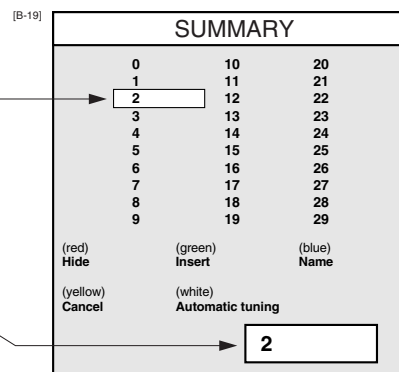 [B-19]
SUMMARY
0 10 20
1 11 21
2 12 22
3 13 23
4 14 24
5 15 25
6 16 26
7 17 27
8 18 28
9 19 29
(red) (green) (blue)
Hide Insert Name
(yellow) (white)
Cancel Automatic tuning
2